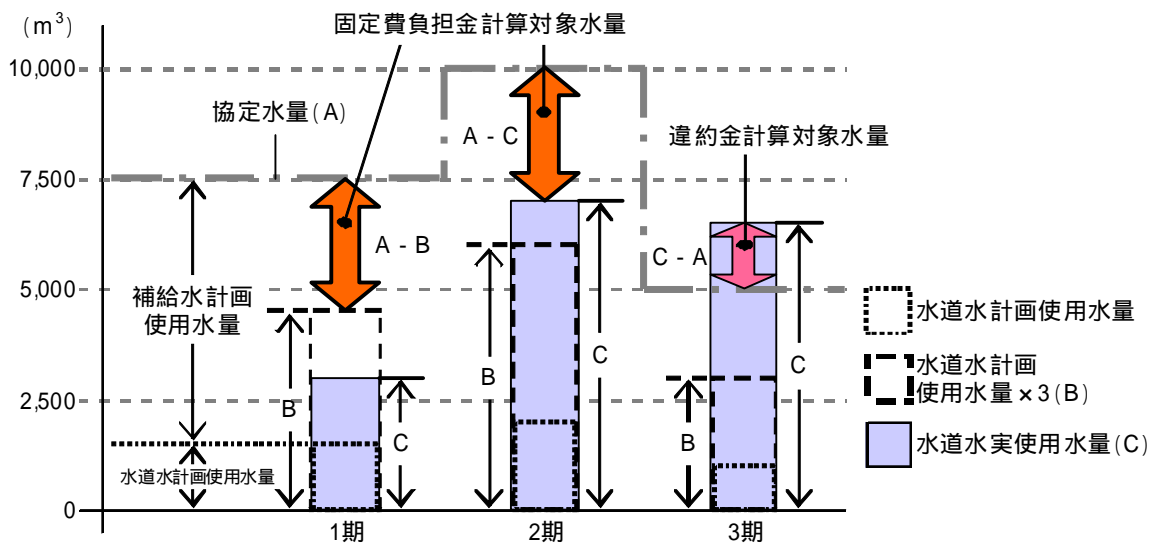 (m³)
固定費負担金計算対象水量
10,000
協定水量(A)
A - C
違約金計算対象水量
7,500
A - B
C - A
補給水計画
使用水量
5,000
水道水計画使用水量
水道水計画
使用水量×3(B)
水道水実使用水量(C)
B
C
B
C
B
C
2,500
水道水計画使用水量
0
1期
2期
3期